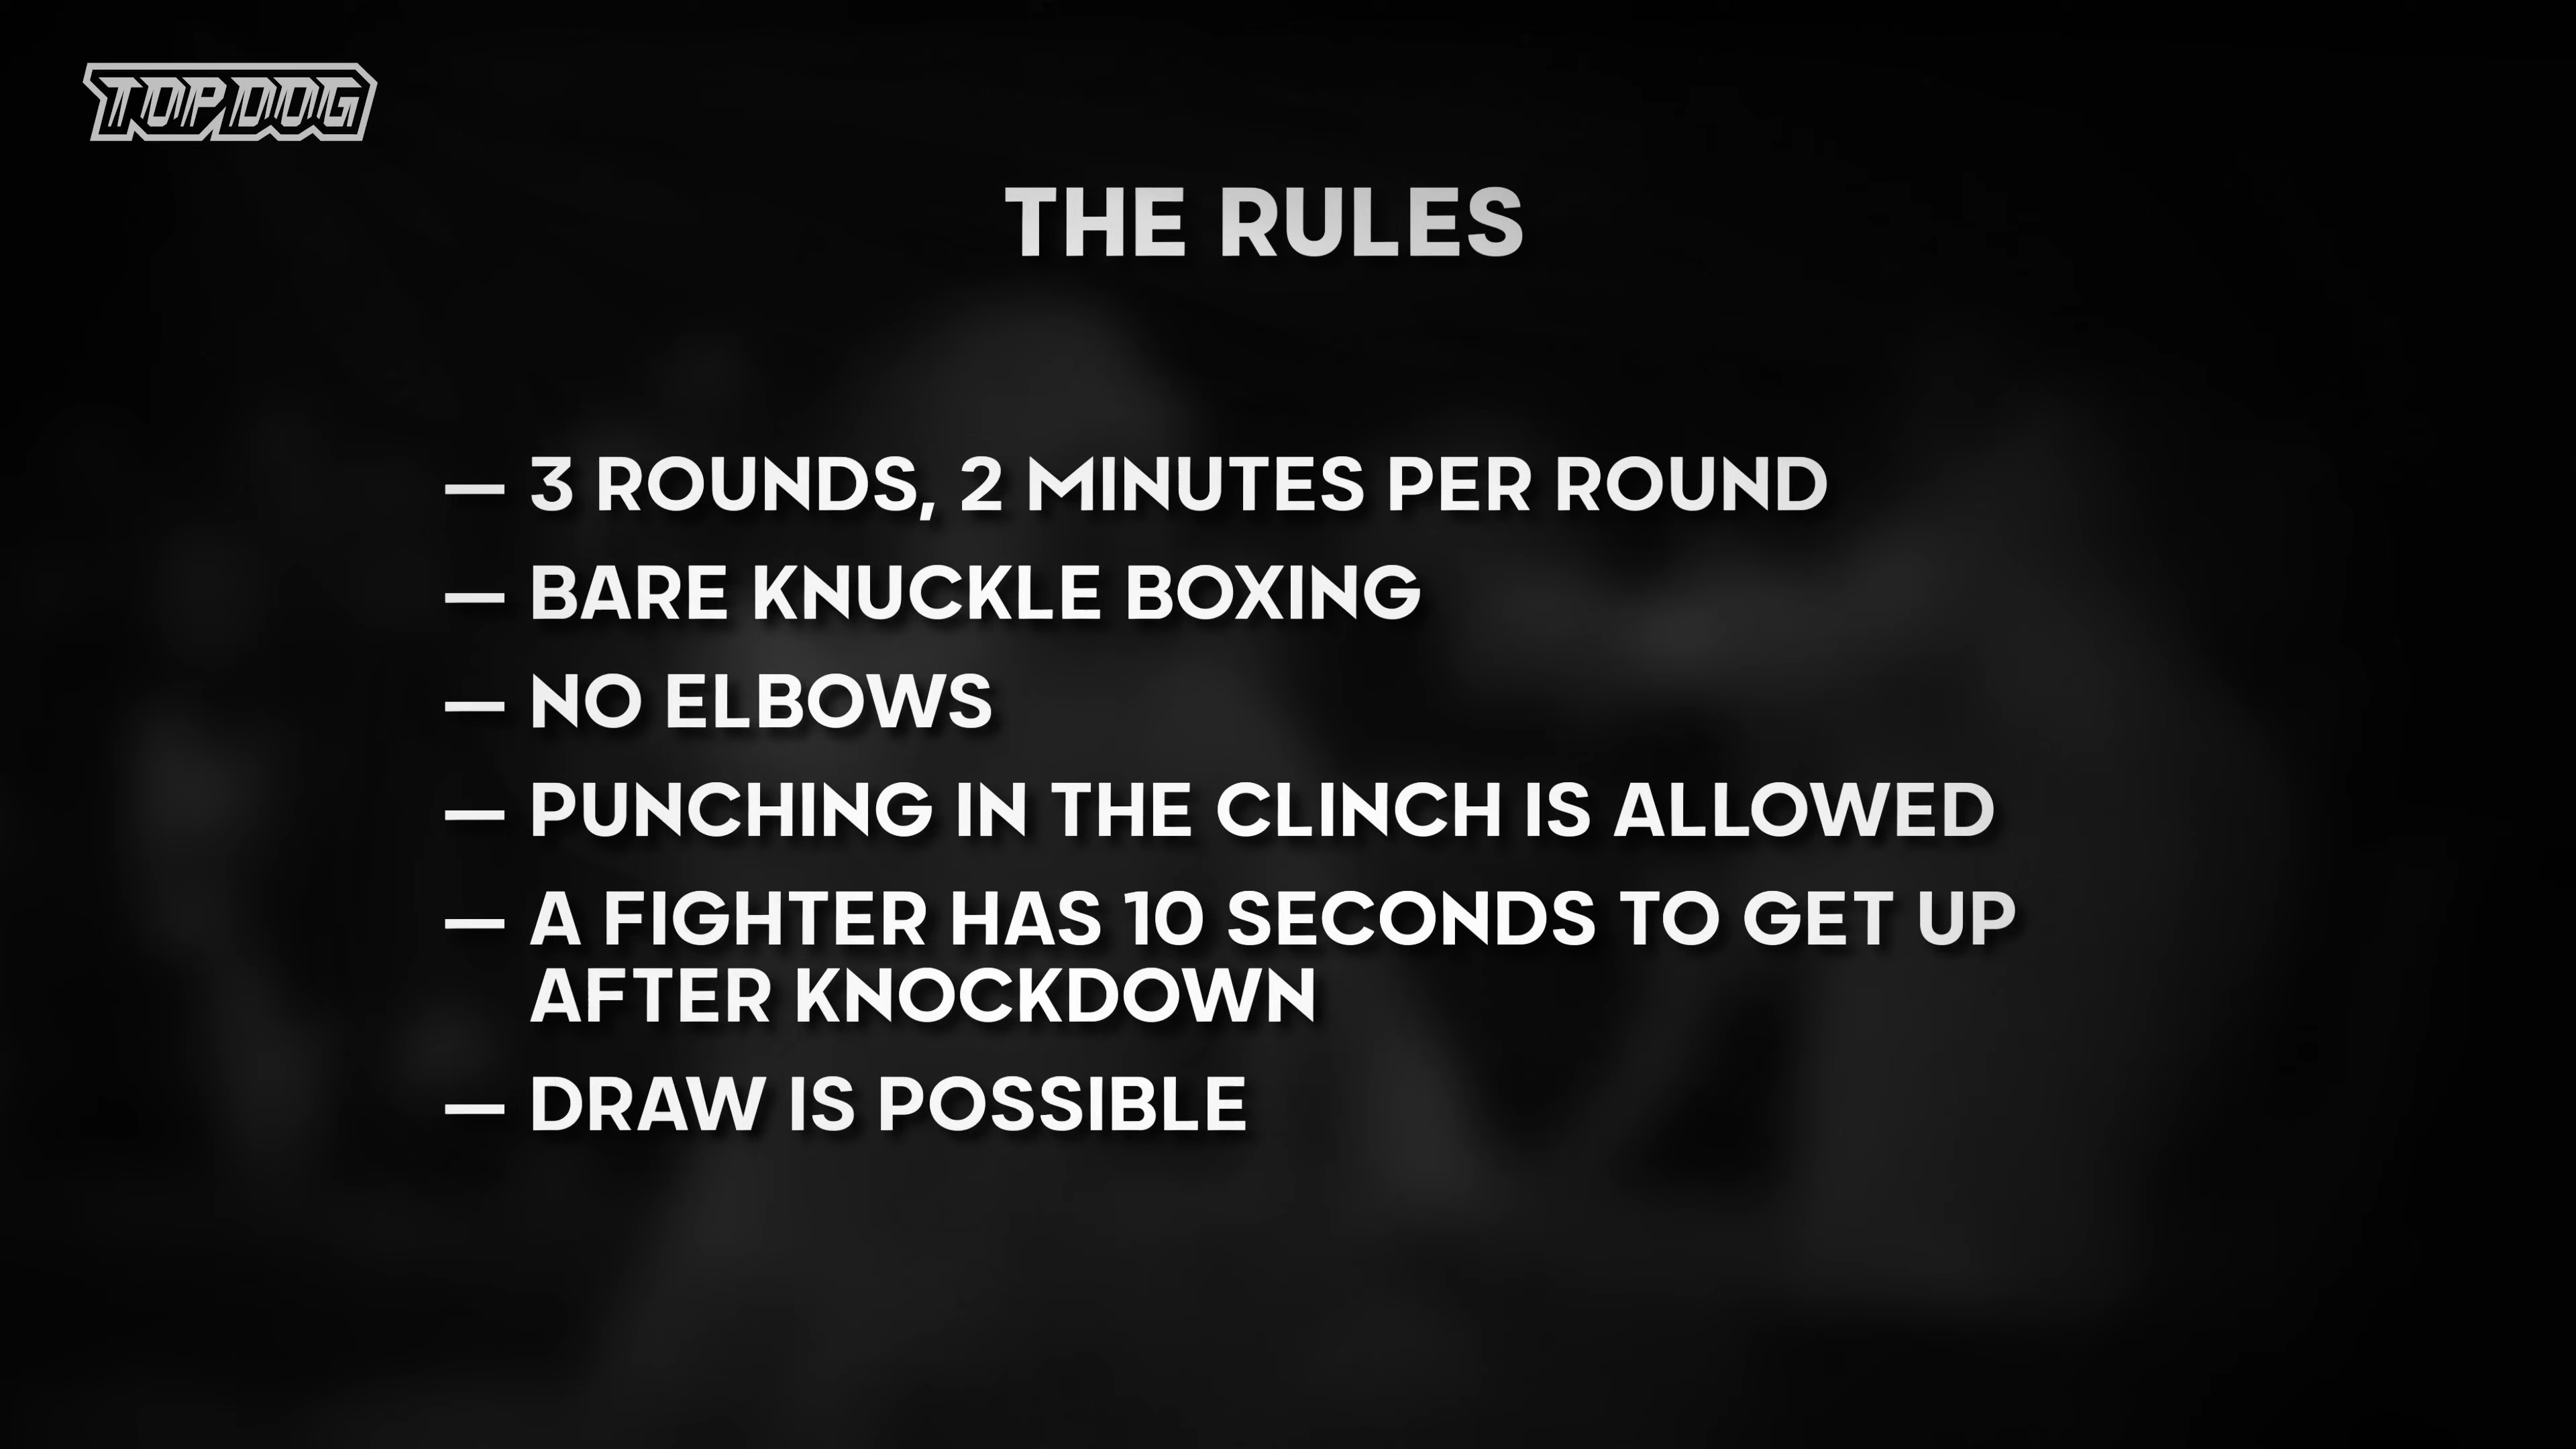 TOP DOG
THE RULES
— 3 ROUNDS, 2 MINUTES PER ROUND
— BARE KNUCKLE BOXING
— NO ELBOWS
— PUNCHING IN THE CLINCH IS ALLOWED
— A FIGHTER HAS 10 SECONDS TO GET UP
AFTER KNOCKDOWN
— DRAW IS POSSIBLE